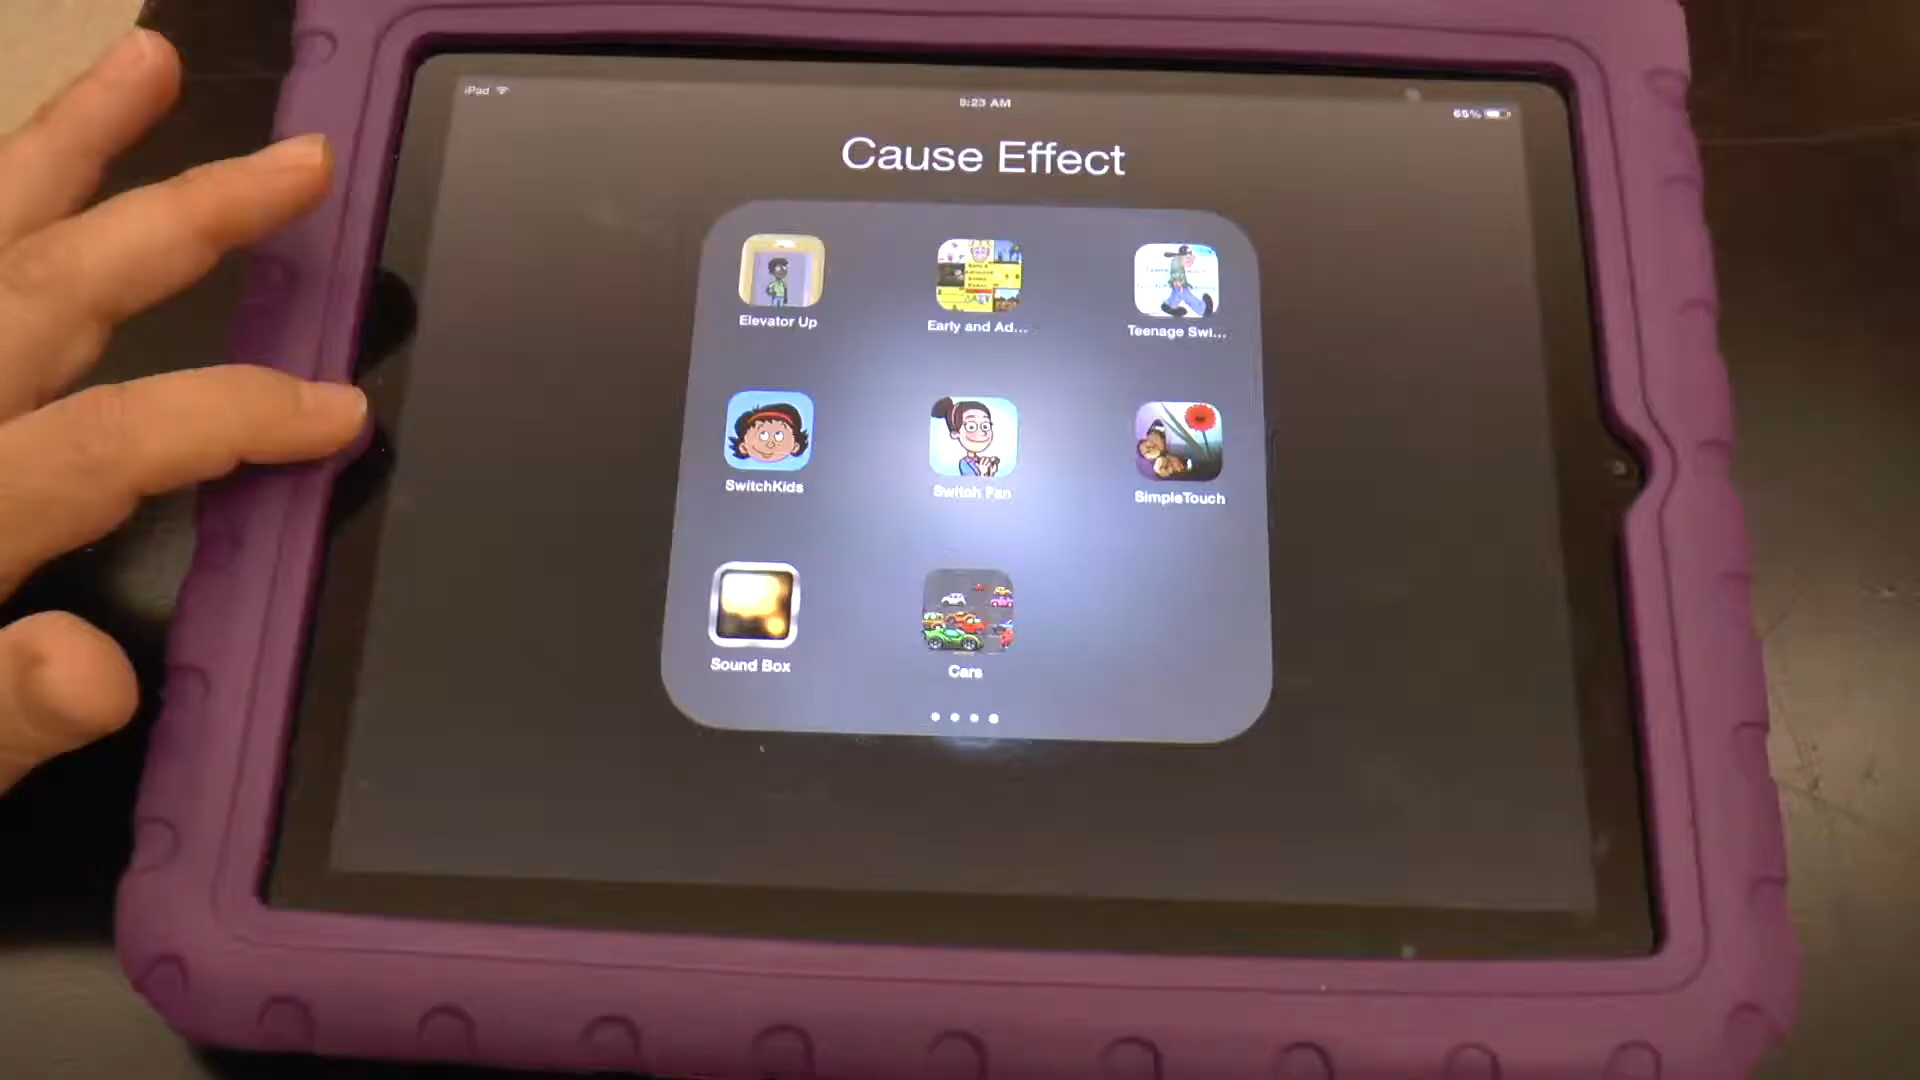 iPad
9:23 AM
65%
Cause Effect
Elevator Up
Early and Ad...
Teenage Swi...
SwitchKids
Switch Fan
SimpleTouch
Sound Box
Cars